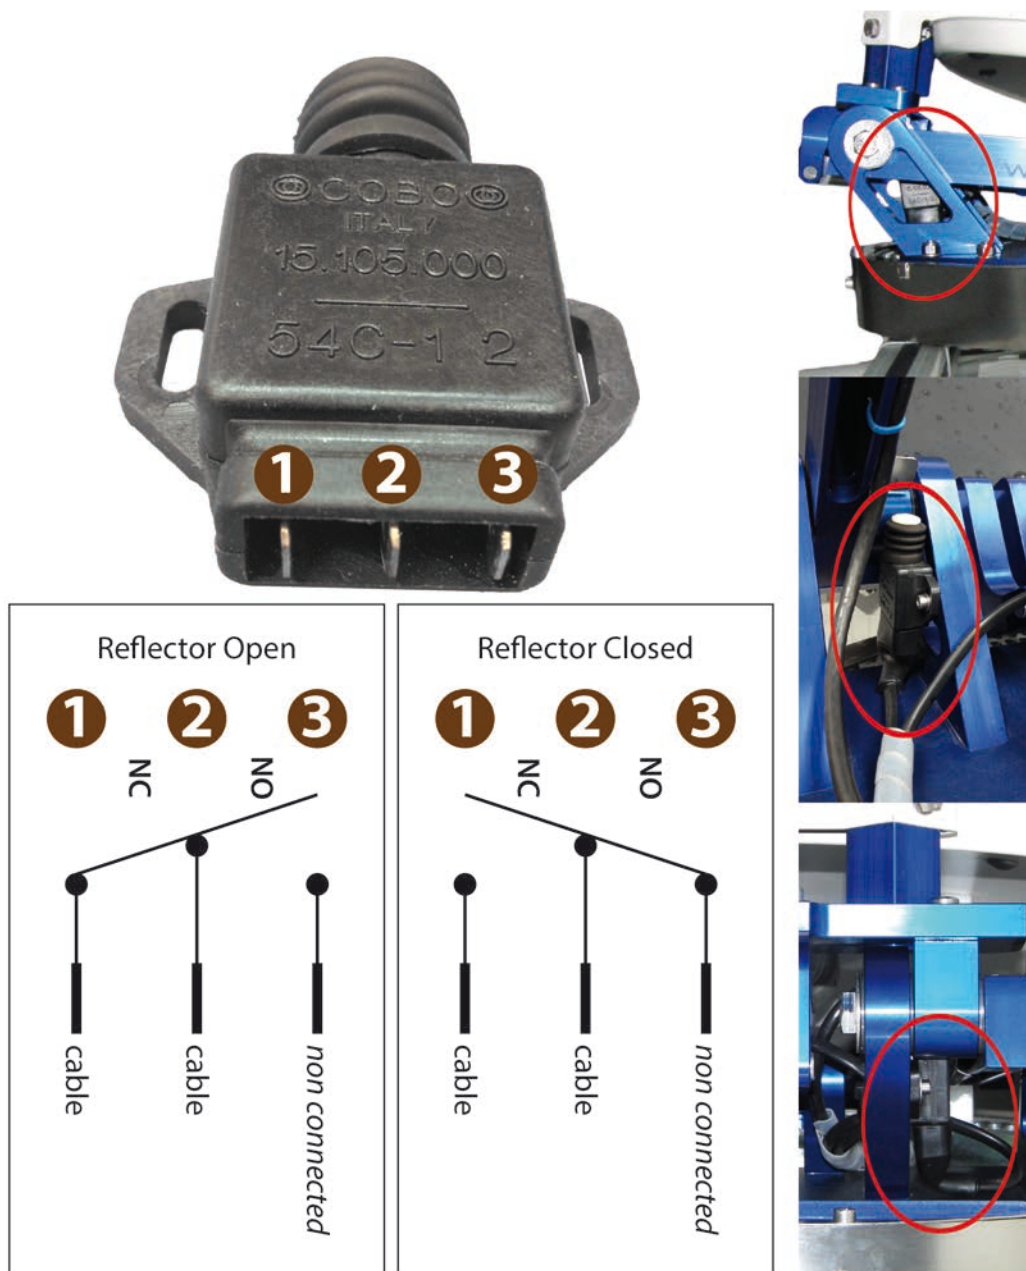 COBO
ITALY
15.105.000
54C-1 2
1 2 3
Reflector Open
1 2 3
NC NO
cable
cable
non connected
Reflector Closed
1 2 3
NC NO
cable
cable
non connected
W